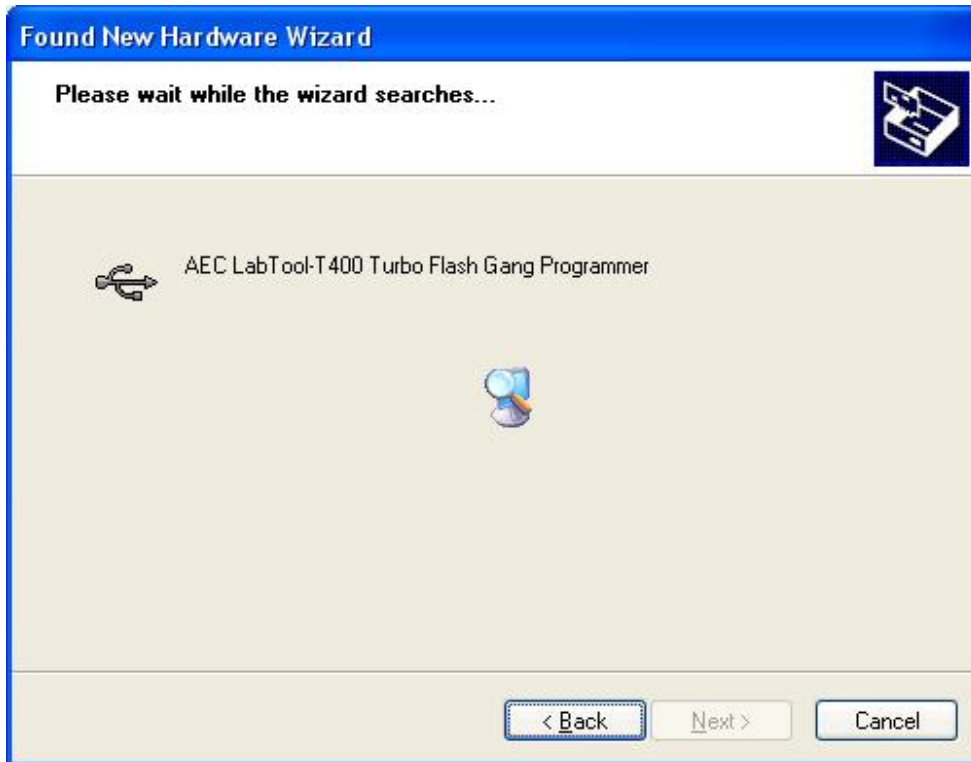 Found New Hardware Wizard
Please wait while the wizard searches...
AEC LabTool-T400 Turbo Flash Gang Programmer
< Back
Next >
Cancel